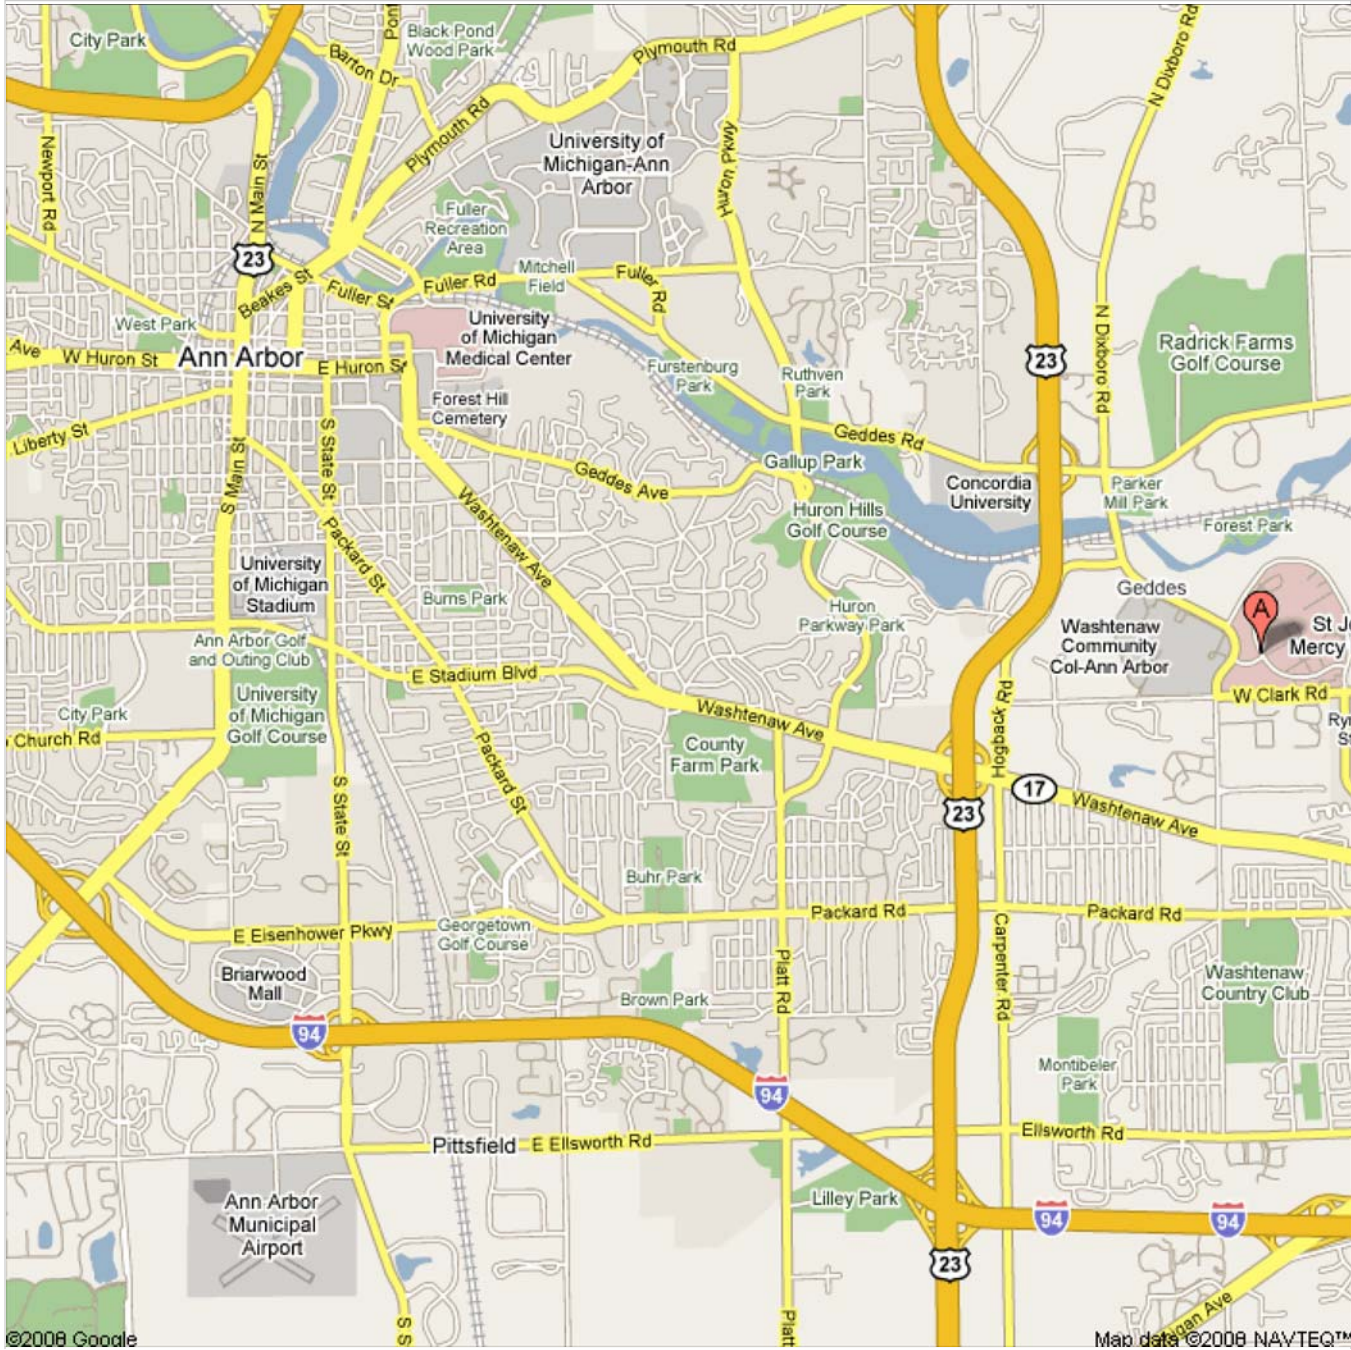 City Park
Black Pond
Wood Park
Barton Dr
Plymouth Rd
N Dixboro Rd
Newport Rd
Plymouth Rd
University of
Michigan-Ann
Arbor
Huron Pkwy
N Main St
Fuller
Recreation
Area
23
Beakes St
Fuller St
Fuller Rd
Mitchell
Field
Fuller Rd
West Park
University
of Michigan
Medical Center
N Dixboro Rd
Radrick Farms
Golf Course
Ave
W Huron St
Ann Arbor
E Huron St
23
Furstenburg
Park
Ruthven
Park
Forest Hill
Cemetery
Liberty St
S Main St
S State St
Geddes Rd
Geddes Ave
Gallup Park
Concordia
University
Parker
Mill Park
Washtenaw Ave
Huron Hills
Golf Course
Forest Park
Packard St
University
of Michigan
Stadium
Burns Park
Geddes
A
Huron
Parkway Park
Washtenaw
Community
Col-Ann Arbor
St Jo
Mercy
Ann Arbor Golf
and Outing Club
E Stadium Blvd
Hogback Rd
W Clark Rd
City Park
University
of Michigan
Golf Course
Church Rd
Washtenaw Ave
County
Farm Park
Packard St
S State St
17
23
Washtenaw Ave
Buhr Park
Packard Rd
Packard Rd
E Eisenhower Pkwy
Georgetown
Golf Course
Briarwood
Mall
Platt Rd
Carpenter Rd
Washtenaw
Country Club
Brown Park
94
94
Montibeler
Park
Pittsfield
E Ellsworth Rd
Ellsworth Rd
Ann Arbor
Municipal
Airport
Lilley Park
94
94
23
S S
Platt
igan Ave
©2008 Google
Map data ©2008 NAVTEQ™